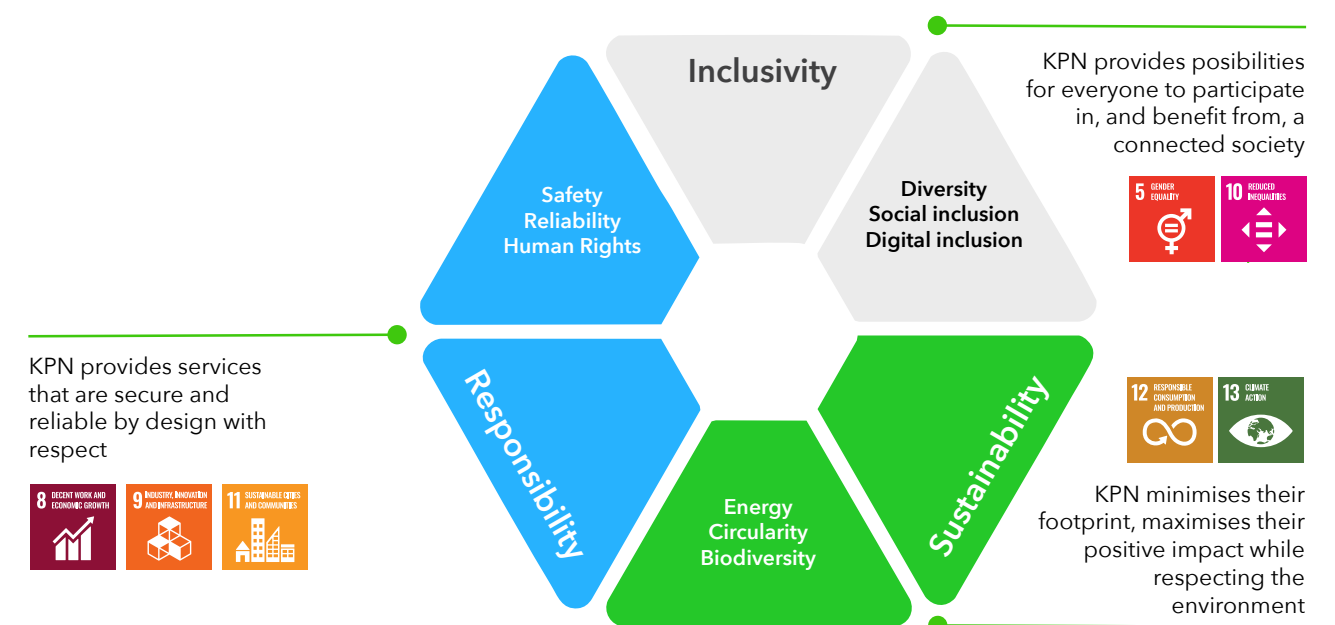 Inclusivity
KPN provides posibilities
for everyone to participate
in, and benefit from, a
connected society
5 GENDER
EQUALITY
10 REDUCED
INEQUALITIES
Diversity
Social inclusion
Digital inclusion
Safety
Reliability
Human Rights
KPN provides services
that are secure and
reliable by design with
respect
8 DECENT WORK AND
ECONOMIC GROWTH
9 INDUSTRY, INNOVATION
AND INFRASTRUCTURE
11 SUSTAINABLE CITIES
AND COMMUNITIES
Responsibility
Energy
Circularity
Biodiversity
Sustainability
12 RESPONSIBLE
CONSUMPTION
AND PRODUCTION
13 CLIMATE
ACTION
KPN minimises their
footprint, maximises their
positive impact while
respecting the
environment